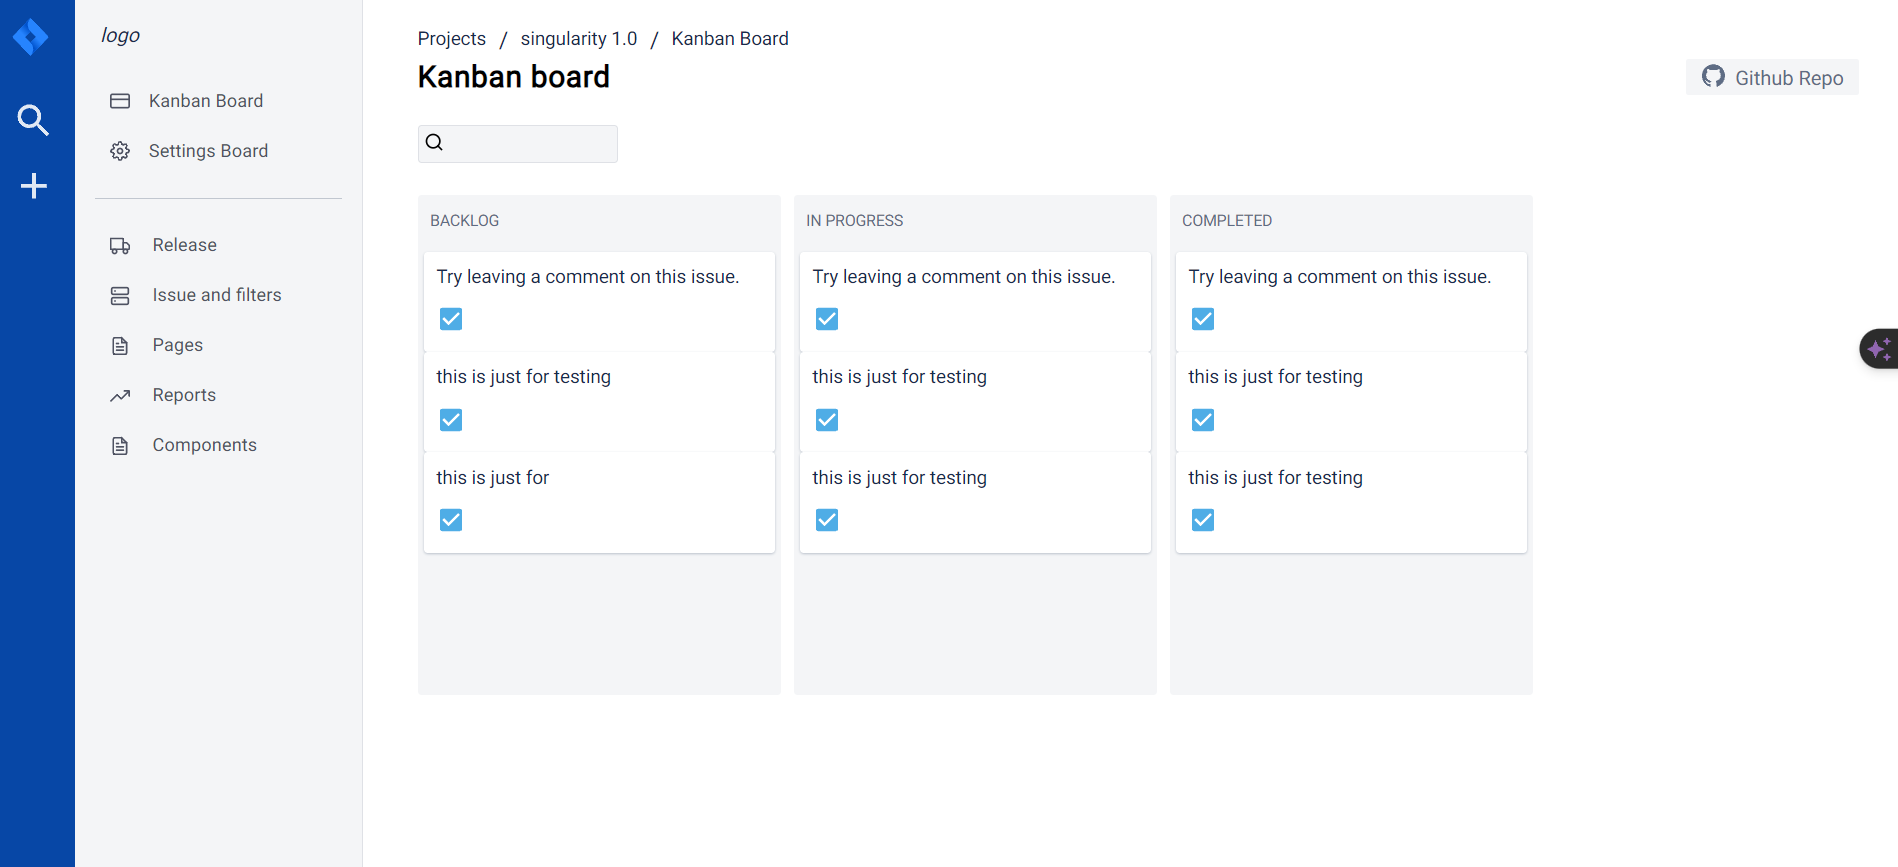 logo
Kanban Board
Settings Board
Release
Issue and filters
Pages
Reports
Components
Projects / singularity 1.0 / Kanban Board
Kanban board
Github Repo
BACKLOG
Try leaving a comment on this issue.
this is just for testing
this is just for
IN PROGRESS
Try leaving a comment on this issue.
this is just for testing
this is just for testing
COMPLETED
Try leaving a comment on this issue.
this is just for testing
this is just for testing